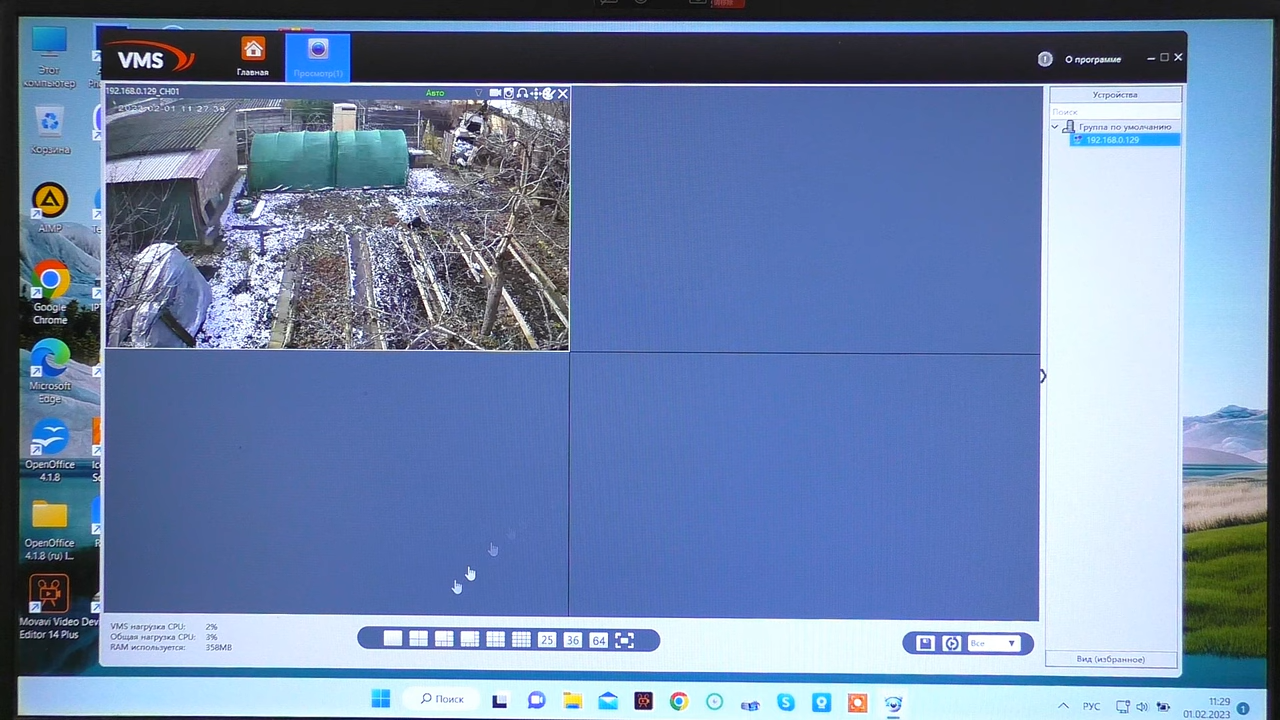 VMS
Главная
Просмотр(1)
О программе
192.168.0.129_CH01
Авто
2023-02-01 11:27:39
Устройства
Поиск
Группа по умолчанию
192.168.0.129
Этот
компьютер
Корзина
AIMP
Google
Chrome
Microsoft
Edge
OpenOffice
4.1.8
OpenOffice
4.1.8 (ru) I...
Movavi Video
Editor 14 Plus
Dev
VMS нагрузка CPU: 2%
Общая нагрузка CPU: 3%
RAM используется: 358MB
25 36 64
Все
Вид (избранное)
Поиск
РУС
11:29
01.02.2023
1